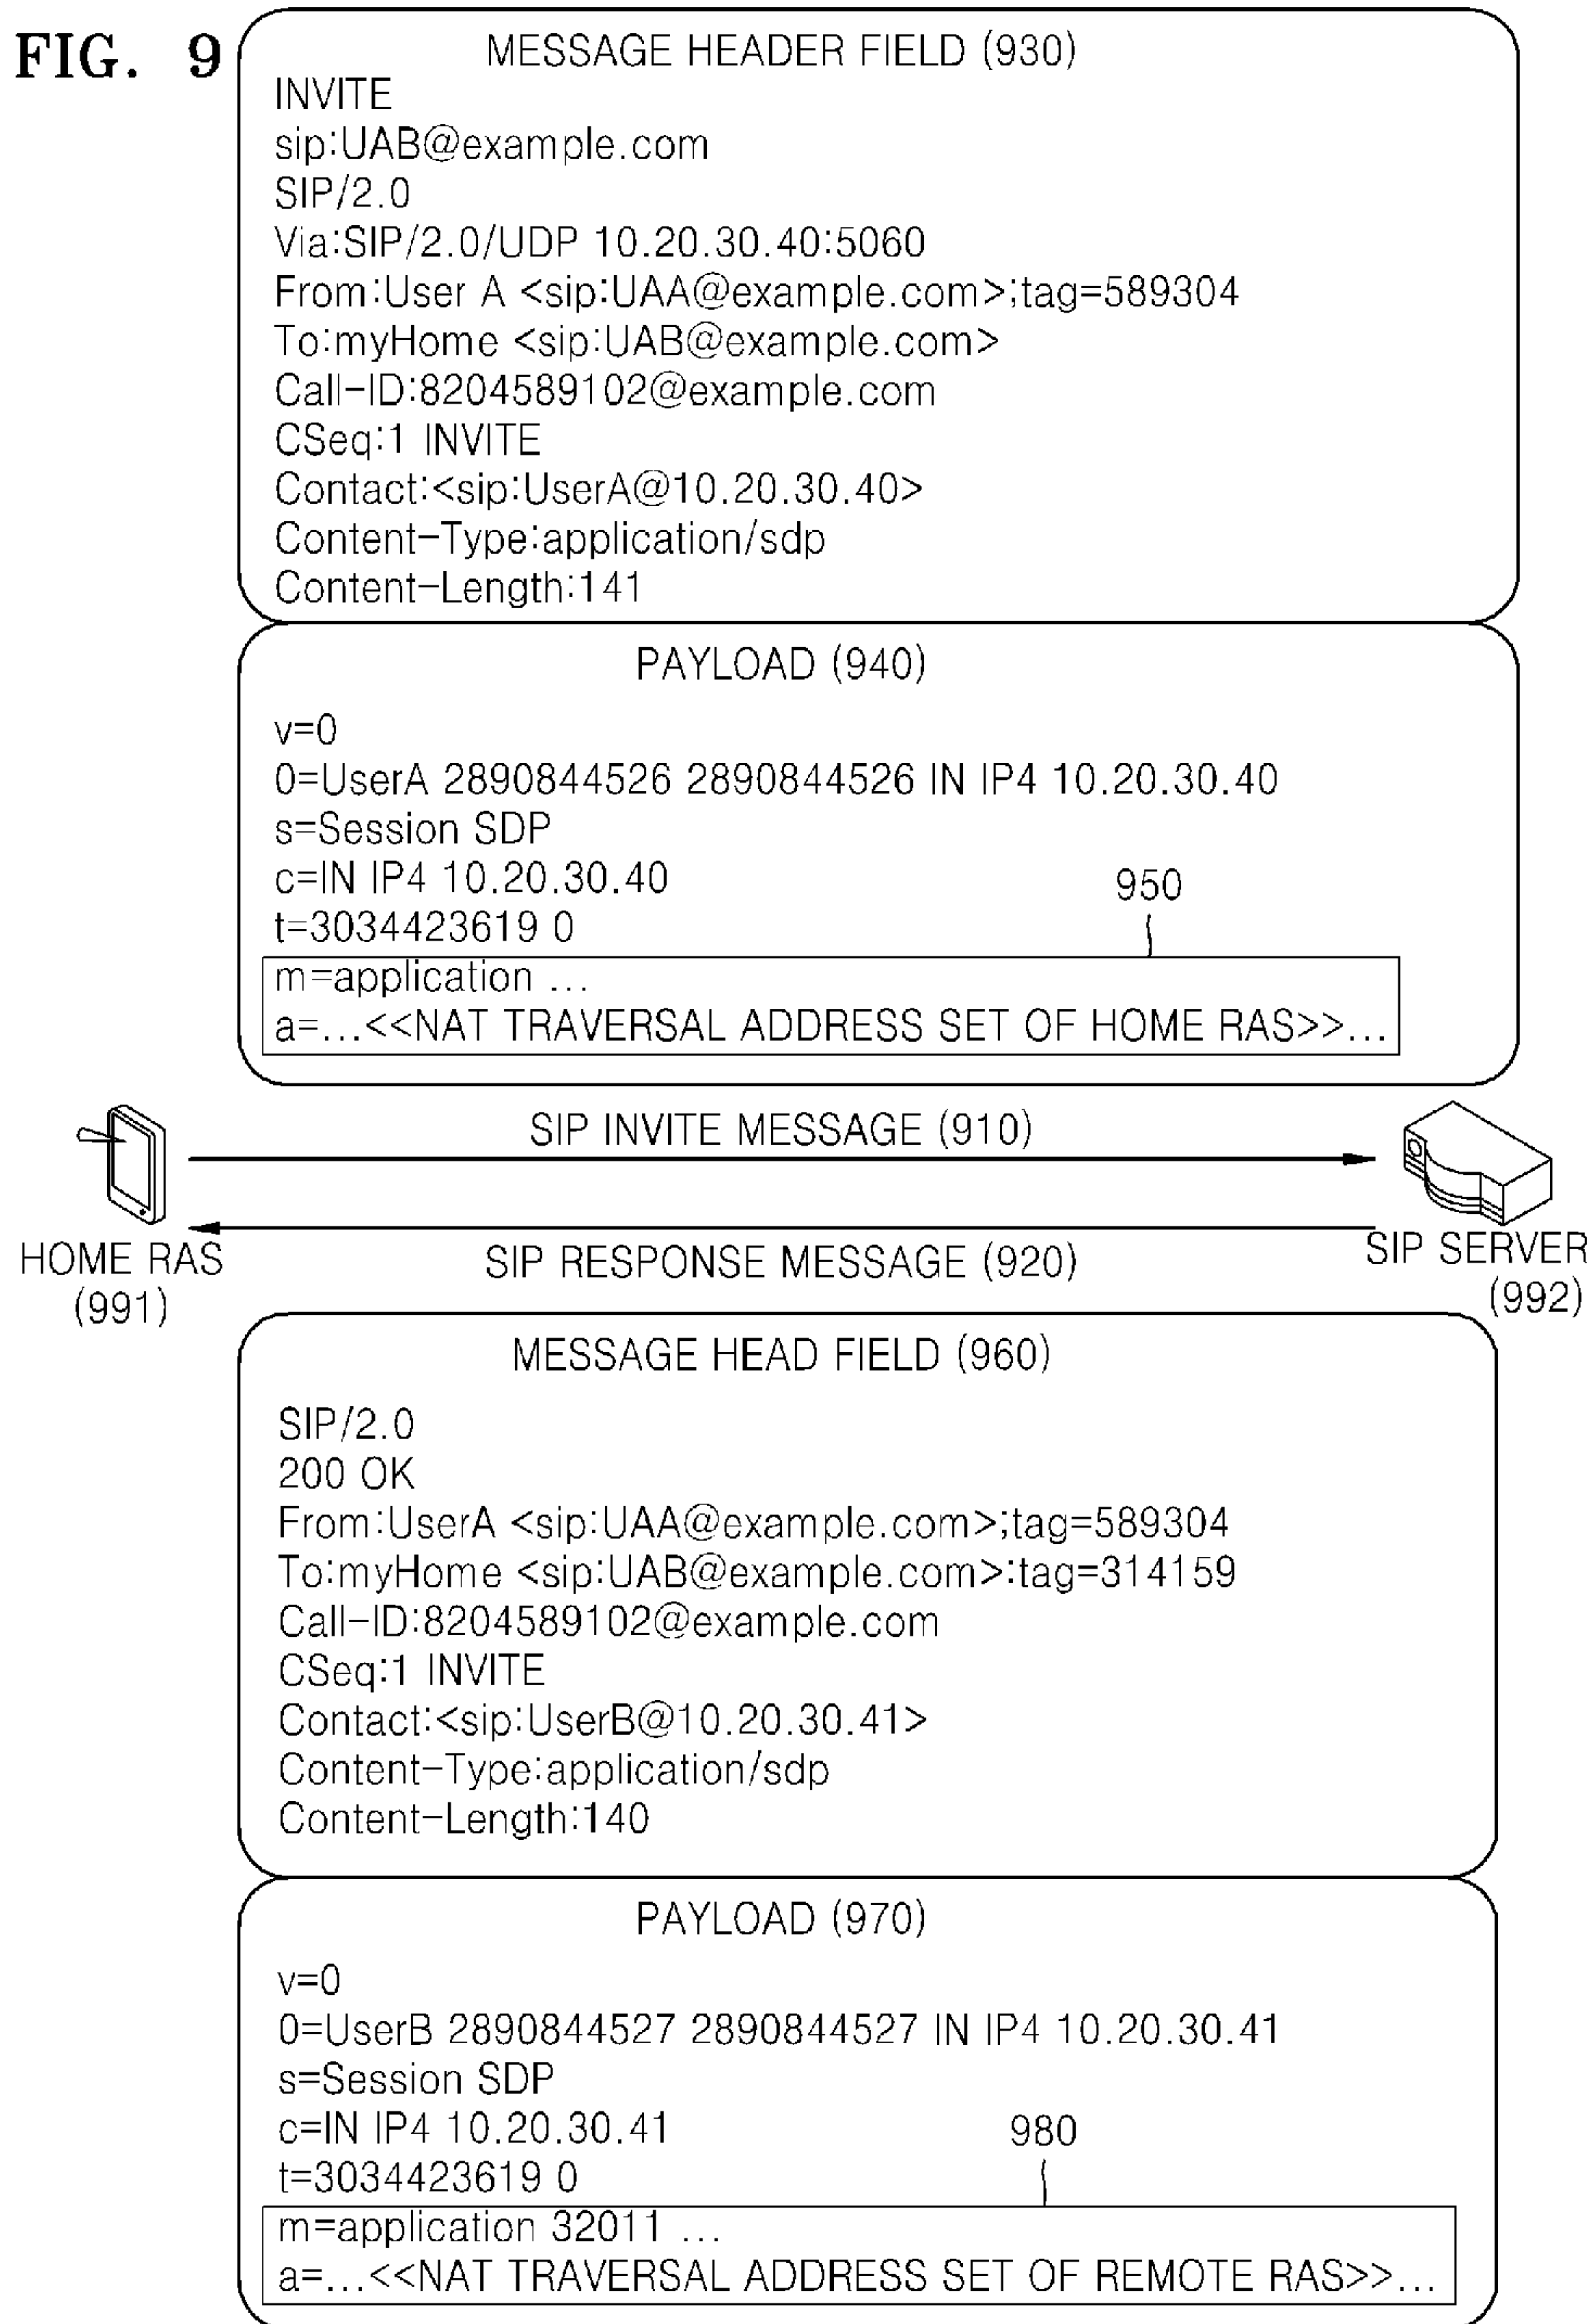 FIG. 9
MESSAGE HEADER FIELD (930)
INVITE
sip:UAB@example.com
SIP/2.0
Via:SIP/2.0/UDP 10.20.30.40:5060
From:User A <sip:UAA@example.com>;tag=589304
To:myHome <sip:UAB@example.com>
Call-ID:8204589102@example.com
CSeq:1 INVITE
Contact:<sip:UserA@10.20.30.40>
Content-Type:application/sdp
Content-Length:141
PAYLOAD (940)
v=0
0=UserA 2890844526 2890844526 IN IP4 10.20.30.40
s=Session SDP
c=IN IP4 10.20.30.40
950
t=3034423619 0
m=application ...
a=...<<NAT TRAVERSAL ADDRESS SET OF HOME RAS>>...
SIP INVITE MESSAGE (910)
HOME RAS
(991)
SIP RESPONSE MESSAGE (920)
SIP SERVER
(992)
MESSAGE HEAD FIELD (960)
SIP/2.0
200 OK
From:UserA <sip:UAA@example.com>;tag=589304
To:myHome <sip:UAB@example.com>:tag=314159
Call-ID:8204589102@example.com
CSeq:1 INVITE
Contact:<sip:UserB@10.20.30.41>
Content-Type:application/sdp
Content-Length:140
PAYLOAD (970)
v=0
0=UserB 2890844527 2890844527 IN IP4 10.20.30.41
s=Session SDP
c=IN IP4 10.20.30.41
980
t=3034423619 0
m=application 32011 ...
a=...<<NAT TRAVERSAL ADDRESS SET OF REMOTE RAS>>...